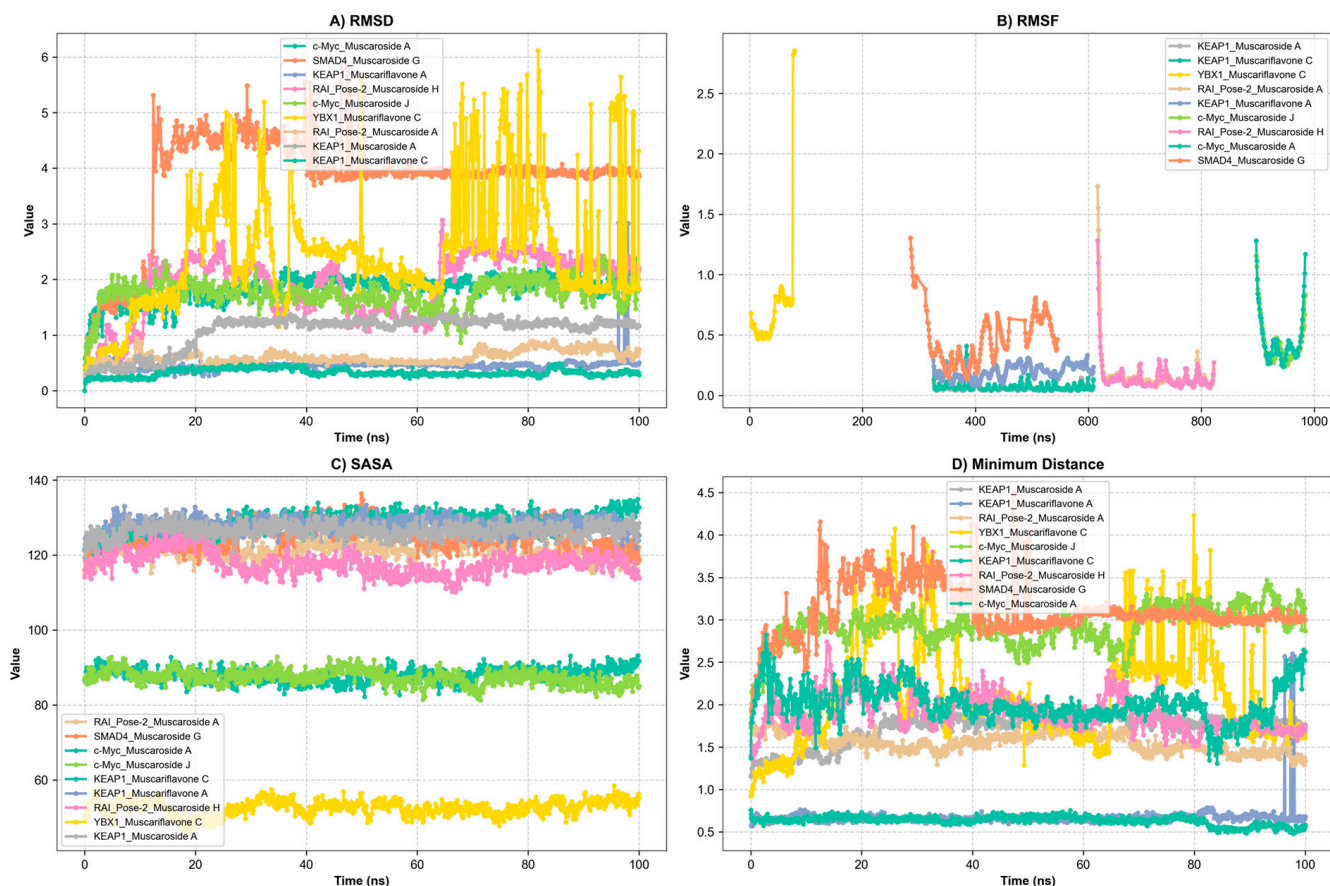 A) RMSD
6
5
4
3
2
1
0
Value
c-Myc_Muscaroside A
SMAD4_Muscaroside G
KEAP1_Muscariflavone A
RAI_Pose-2_Muscaroside H
c-Myc_Muscaroside J
YBX1_Muscariflavone C
RAI_Pose-2_Muscaroside A
KEAP1_Muscaroside A
KEAP1_Muscariflavone C
0 20 40 60 80 100
Time (ns)
B) RMSF
2.5
2.0
1.5
1.0
0.5
0.0
Value
KEAP1_Muscaroside A
KEAP1_Muscariflavone C
YBX1_Muscariflavone C
RAI_Pose-2_Muscaroside A
KEAP1_Muscariflavone A
c-Myc_Muscaroside J
RAI_Pose-2_Muscaroside H
c-Myc_Muscaroside A
SMAD4_Muscaroside G
0 200 400 600 800 1000
Time (ns)
C) SASA
140
120
100
80
60
Value
RAI_Pose-2_Muscaroside A
SMAD4_Muscaroside G
c-Myc_Muscaroside A
c-Myc_Muscaroside J
KEAP1_Muscariflavone C
KEAP1_Muscariflavone A
RAI_Pose-2_Muscaroside H
YBX1_Muscariflavone C
KEAP1_Muscaroside A
0 20 40 60 80 100
Time (ns)
D) Minimum Distance
4.5
4.0
3.5
3.0
2.5
2.0
1.5
1.0
0.5
Value
KEAP1_Muscaroside A
KEAP1_Muscariflavone A
RAI_Pose-2_Muscaroside A
YBX1_Muscariflavone C
c-Myc_Muscaroside J
KEAP1_Muscariflavone C
RAI_Pose-2_Muscaroside H
SMAD4_Muscaroside G
c-Myc_Muscaroside A
0 20 40 60 80 100
Time (ns)